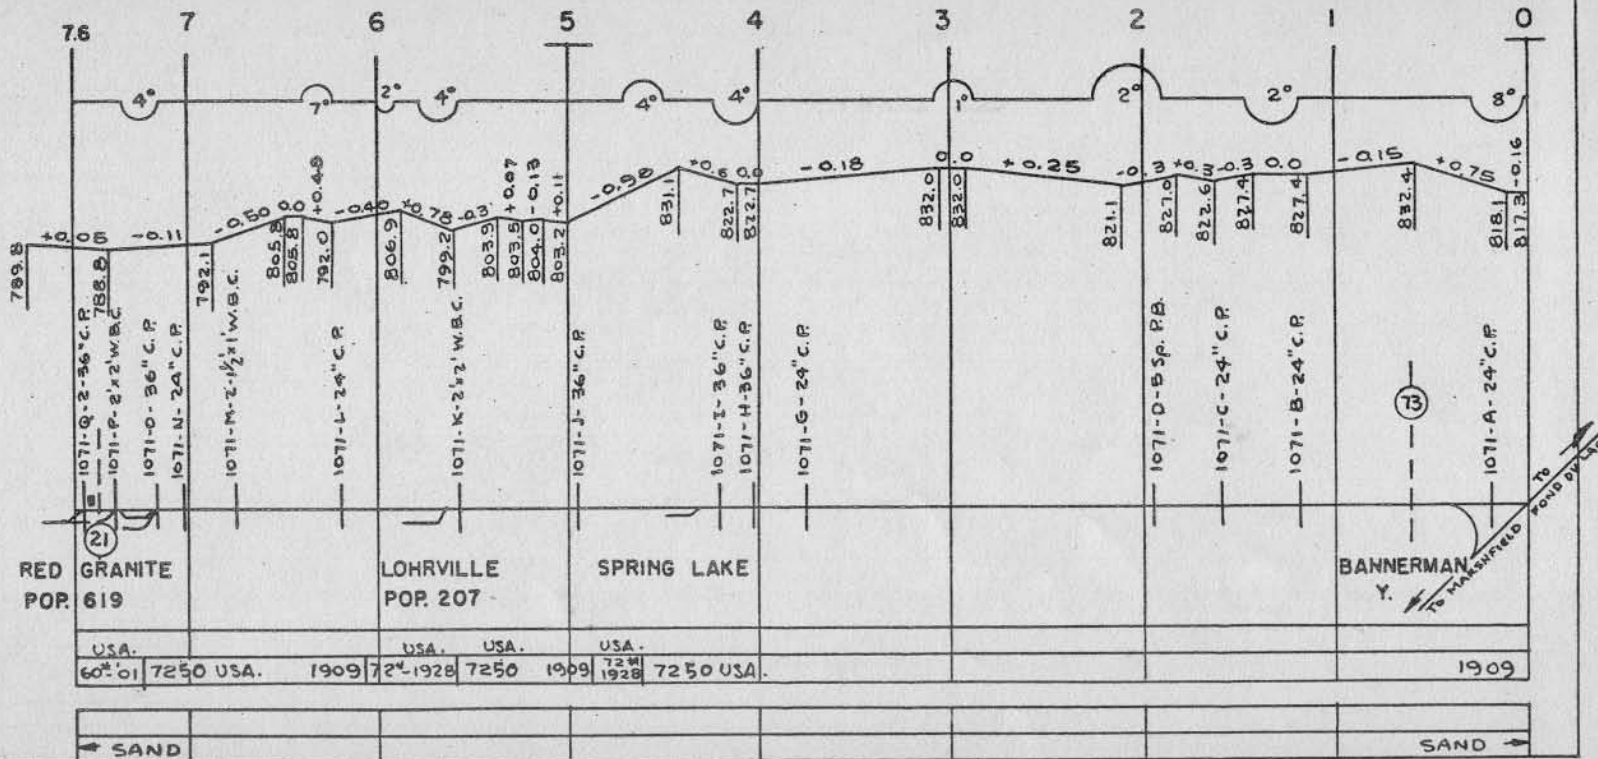 7.6 7 6 5 4 3 2 1 0
4° 7° 2° 4° 4° 4° 1° 2° 2° 8°
+0.05 -0.11 -0.50 0.0 +0.48 -0.40 +0.78 -0.3 +0.07 -0.13 +0.11 -0.98 +0.6 0.0 -0.18 0.0 0.0 +0.25 -0.3 +0.3 -0.3 0.0 -0.15 +0.75 -0.16
789.8 788.8 792.1 805.8 805.8 792.0 806.9 799.2 803.9 803.5 804.0 803.2 831.1 822.7 822.7 832.0 832.0 821.1 827.0 822.6 827.4 827.4 832.4 818.1 817.3
1071-Q-2-36" C.P.
1071-P-2'x2' W.B.C.
1071-O-36" C.P.
1071-N-24" C.P.
1071-M-2-1½'x1' W.B.C.
1071-L-24" C.P.
1071-K-2'x2' W.B.C.
1071-J-36" C.P.
1071-I-36" C.P.
1071-H-36" C.P.
1071-G-24" C.P.
1071-D-5 Sp. P.B.
1071-C-24" C.P.
1071-B-24" C.P.
73
1071-A-24" C.P.
21
TO FOND DU LAC
TO MARSHFIELD
RED GRANITE LOHRVILLE SPRING LAKE BANNERMAN
POP. 619 POP. 207 Y.
USA. USA. USA. USA.
60#-'01 7250 USA. 1909 72#-1928 7250 1909 72# 1928 7250 USA. 1909
SAND SAND